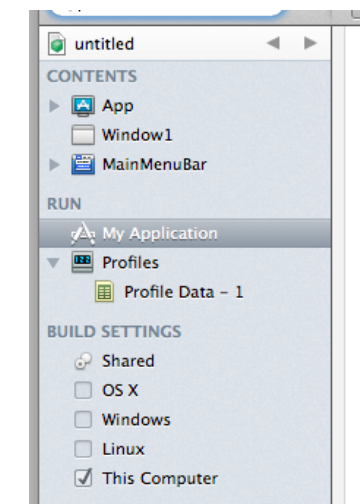 untitled
CONTENTS
App
Window1
MainMenuBar
RUN
My Application
Profiles
Profile Data – 1
BUILD SETTINGS
Shared
OS X
Windows
Linux
This Computer